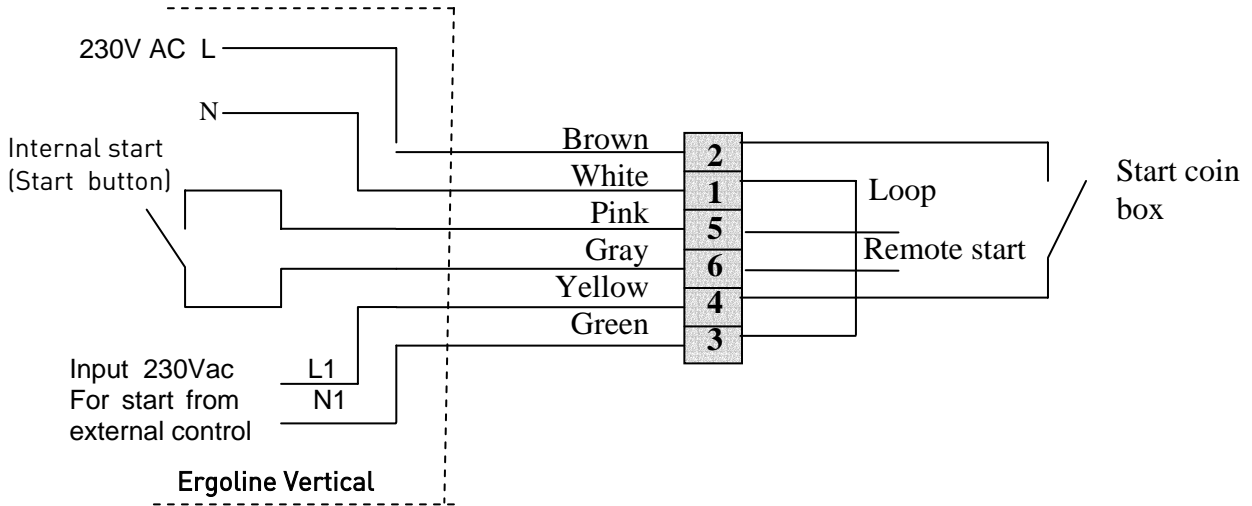 230V AC L
N
Internal start
(Start button)
Brown
White
Pink
Gray
Yellow
Green
2
1
5
6
4
3
Loop
Remote start
Start coin
box
Input 230Vac
For start from
external control
L1
N1
Ergoline Vertical